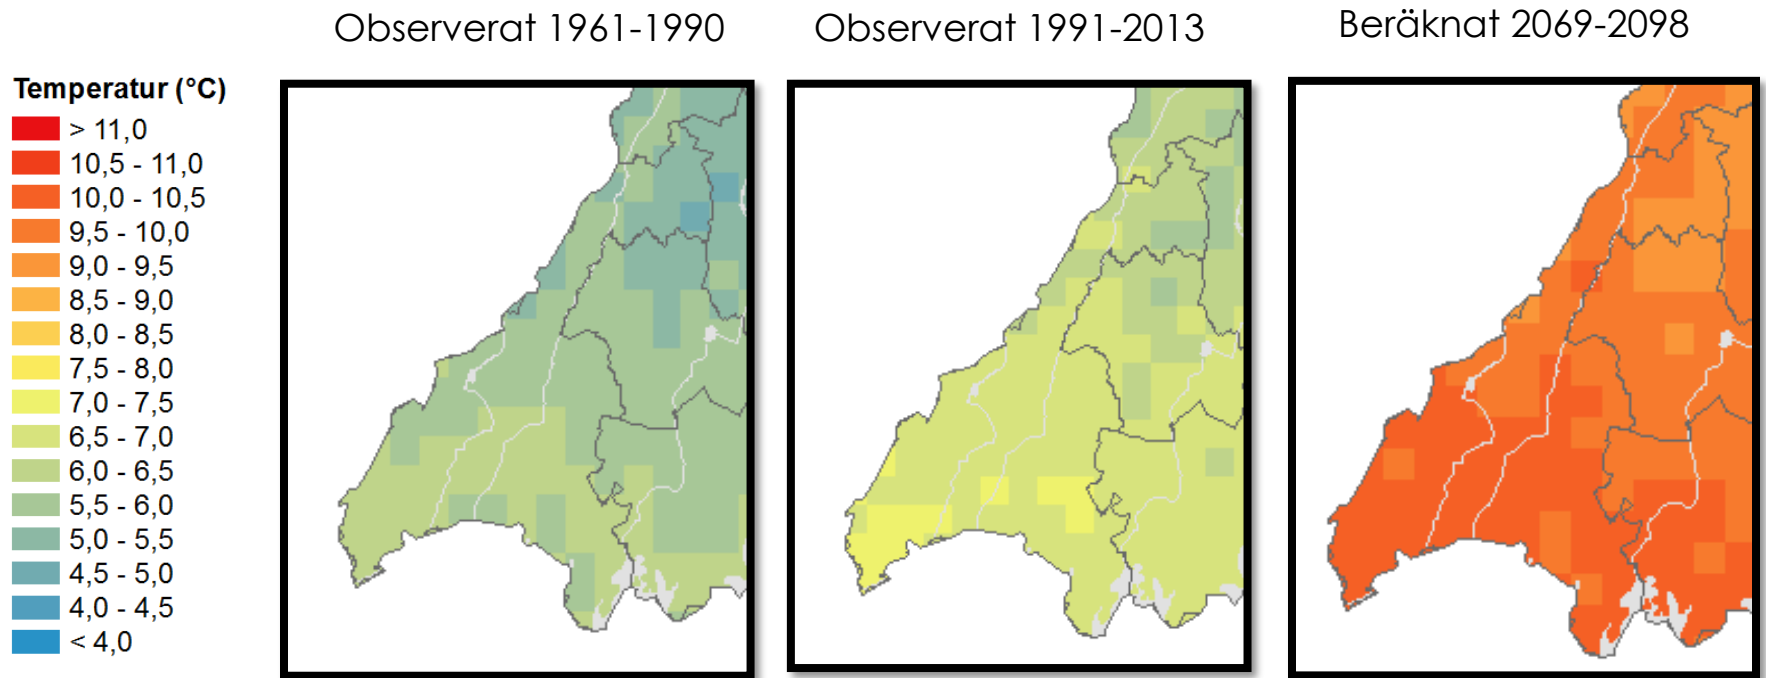 Observerat 1961-1990
Observerat 1991-2013
Beräknat 2069-2098
Temperatur (°C)
> 11,0
10,5 - 11,0
10,0 - 10,5
9,5 - 10,0
9,0 - 9,5
8,5 - 9,0
8,0 - 8,5
7,5 - 8,0
7,0 - 7,5
6,5 - 7,0
6,0 - 6,5
5,5 - 6,0
5,0 - 5,5
4,5 - 5,0
4,0 - 4,5
< 4,0